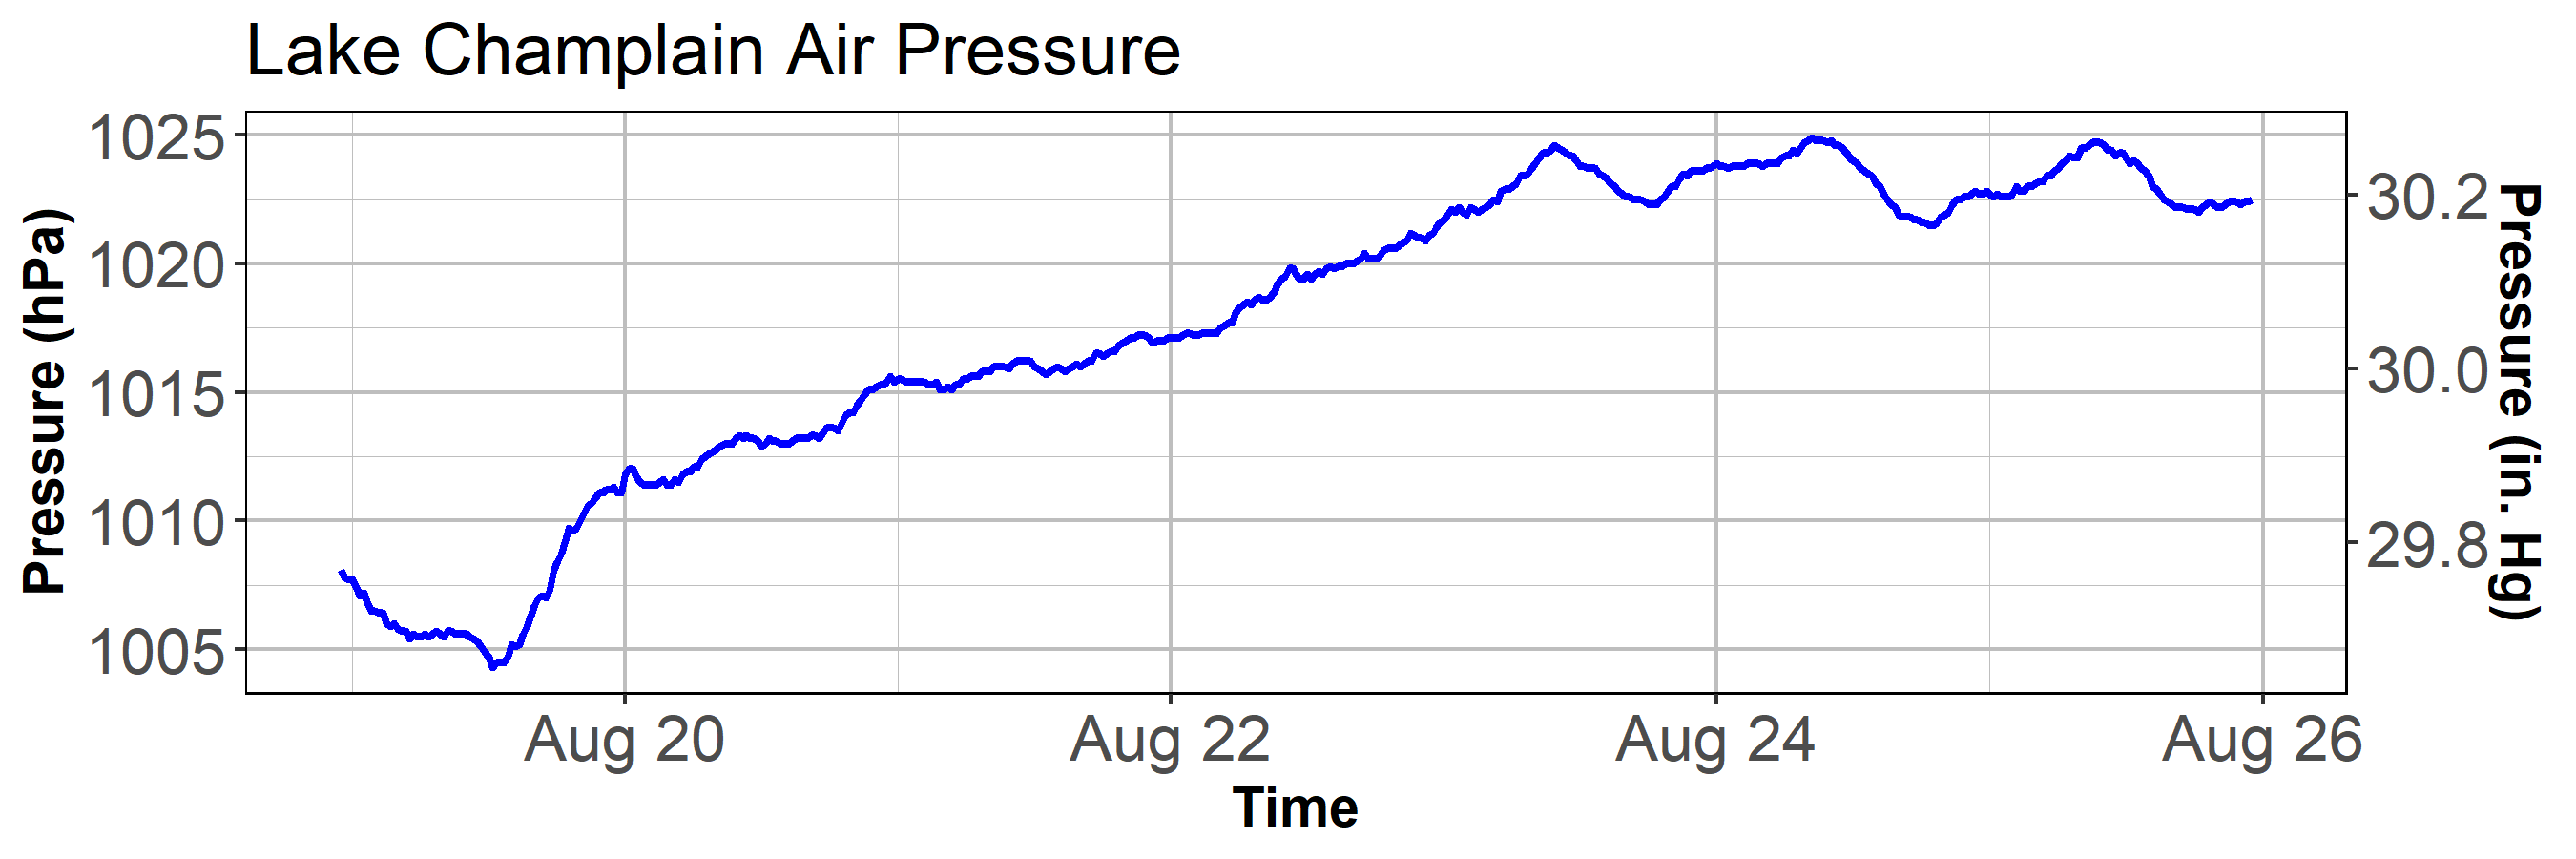 Lake Champlain Air Pressure
Pressure (hPa)
1025
1020
1015
1010
1005
30.2
30.0
29.8
Pressure (in. Hg)
Aug 20 Aug 22 Aug 24 Aug 26
Time